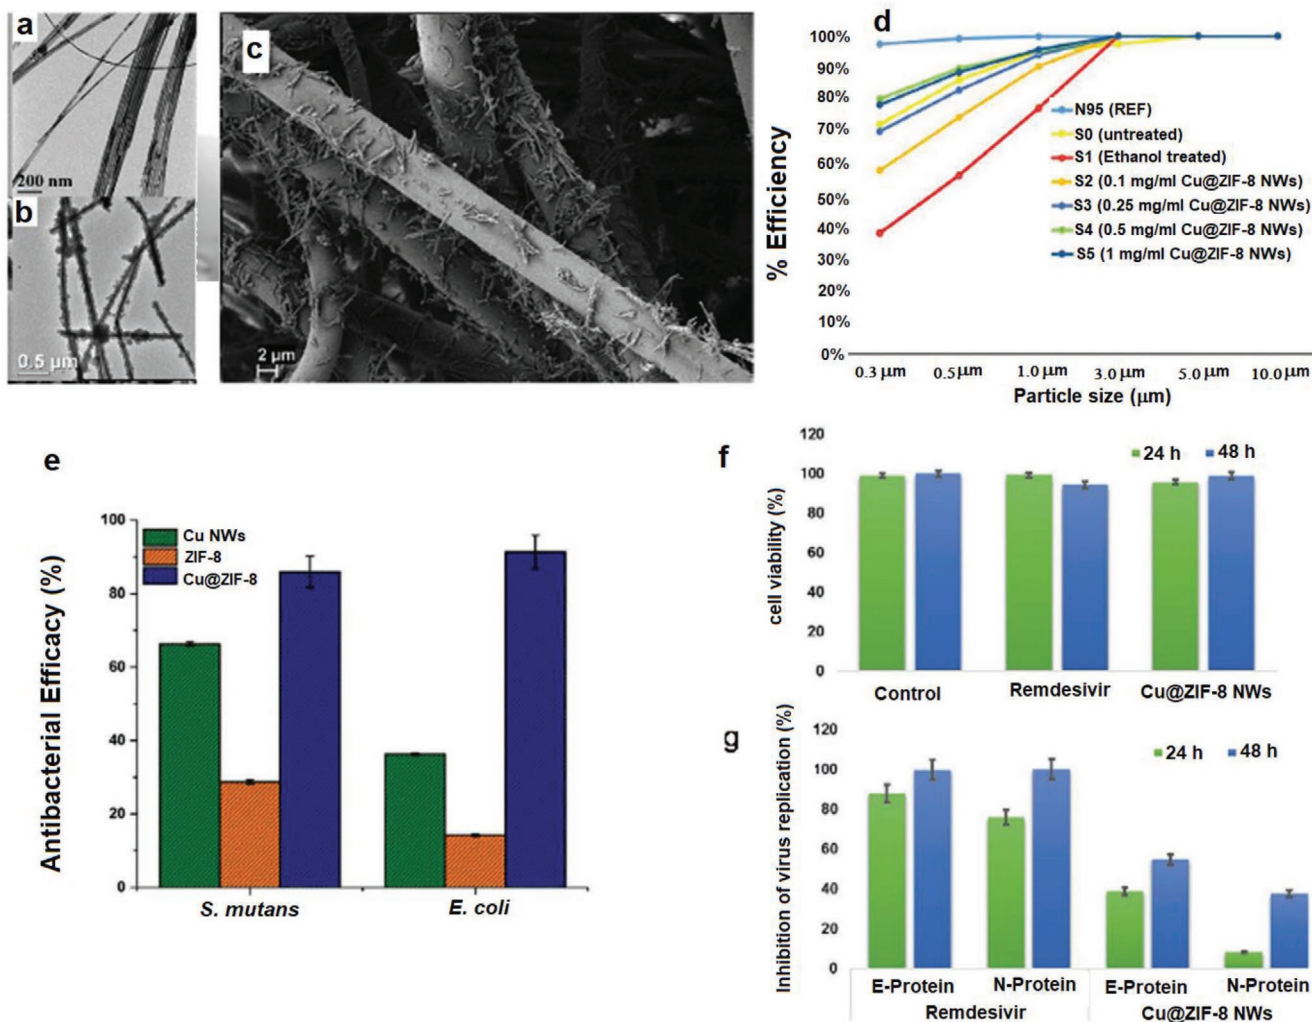 a
200 nm
b
0.5 µm
c
2 µm
d
% Efficiency
100%
90%
80%
70%
60%
50%
40%
30%
20%
10%
0%
N95 (REF)
S0 (untreated)
S1 (Ethanol treated)
S2 (0.1 mg/ml Cu@ZIF-8 NWs)
S3 (0.25 mg/ml Cu@ZIF-8 NWs)
S4 (0.5 mg/ml Cu@ZIF-8 NWs)
S5 (1 mg/ml Cu@ZIF-8 NWs)
0.3 µm 0.5µm 1.0 µm 3.0 µm 5.0 µm 10.0 µm
Particle size (µm)
e
Antibacterial Efficacy (%)
100
80
60
40
20
0
Cu NWs
ZIF-8
Cu@ZIF-8
S. mutans E. coli
f
cell viability (%)
120
100
80
60
40
20
0
24 h 48 h
Control Remdesivir Cu@ZIF-8 NWs
g
Inhibition of virus replication (%)
120
100
80
60
40
20
0
24 h 48 h
E-Protein N-Protein E-Protein N-Protein
Remdesivir Cu@ZIF-8 NWs